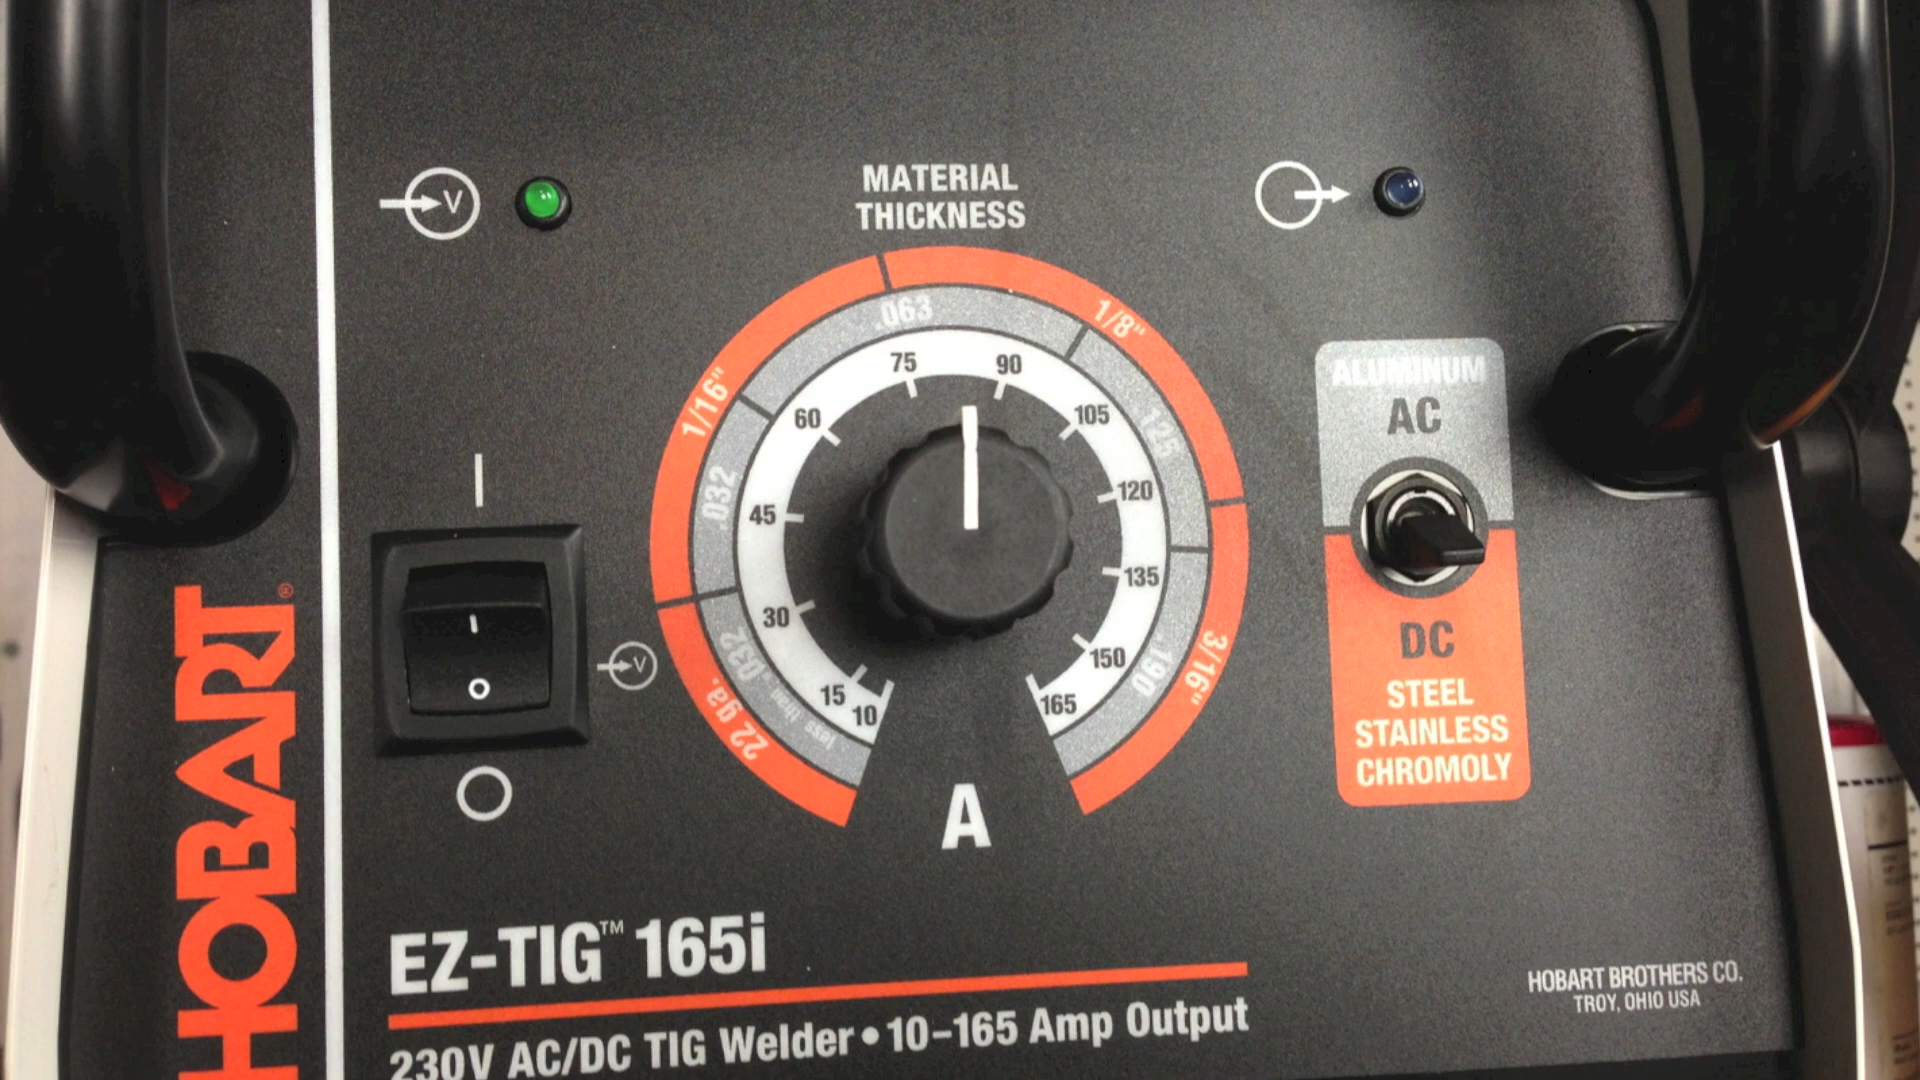 V
MATERIAL
THICKNESS
22 ga.
1/16"
1/8"
3/16"
less than .032
.032
.063
.125
.190
10
15
30
45
60
75
90
105
120
135
150
165
A
I
O
V
ALUMINUM
AC
DC
STEEL
STAINLESS
CHROMOLY
HOBART®
EZ-TIG™ 165i
230V AC/DC TIG Welder • 10-165 Amp Output
HOBART BROTHERS CO.
TROY, OHIO USA